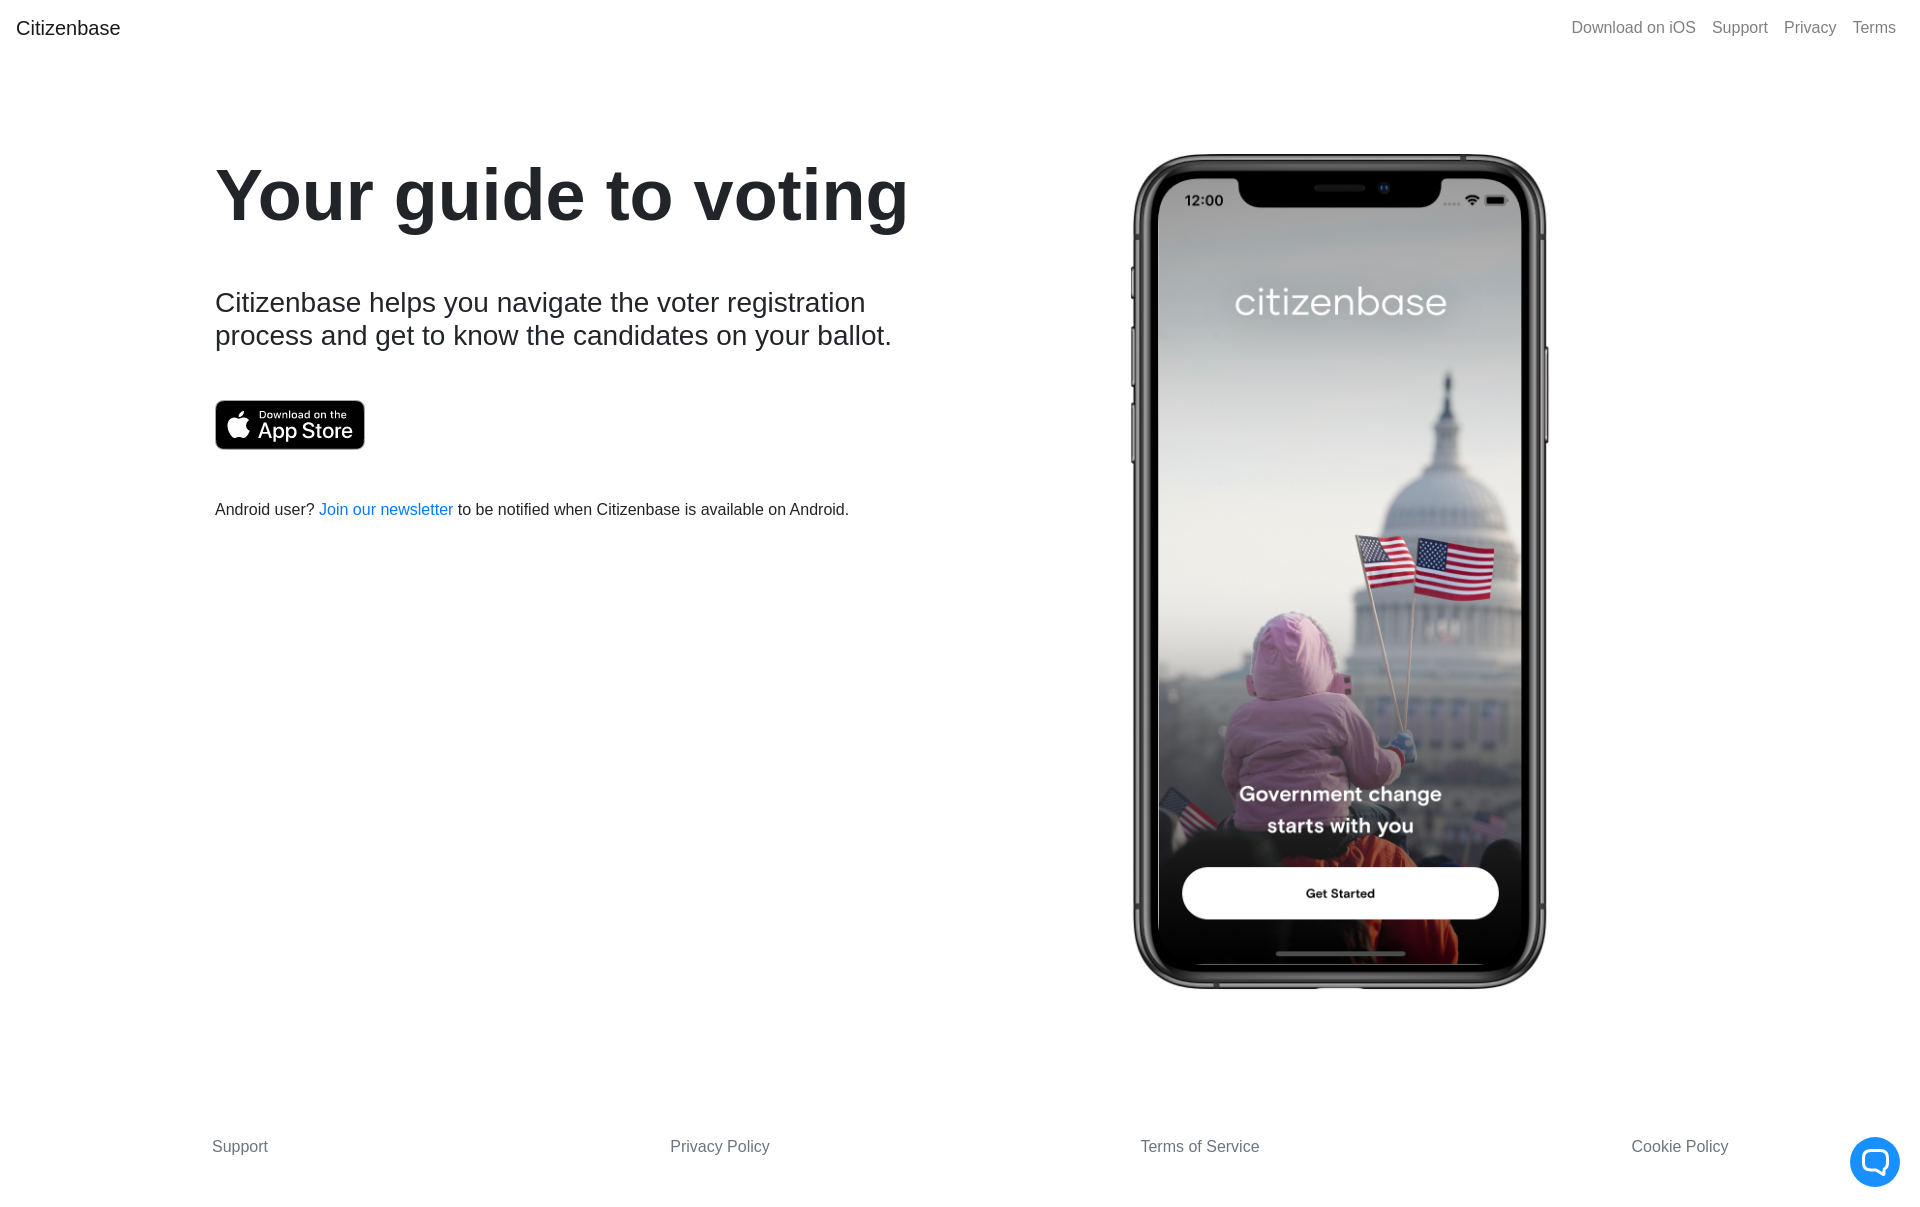 Citizenbase
Download on iOS
Support
Privacy
Terms
Your guide to voting
Citizenbase helps you navigate the voter registration
process and get to know the candidates on your ballot.
Download on the
App Store
Android user? Join our newsletter to be notified when Citizenbase is available on Android.
12:00
citizenbase
Government change
starts with you
Get Started
Support
Privacy Policy
Terms of Service
Cookie Policy